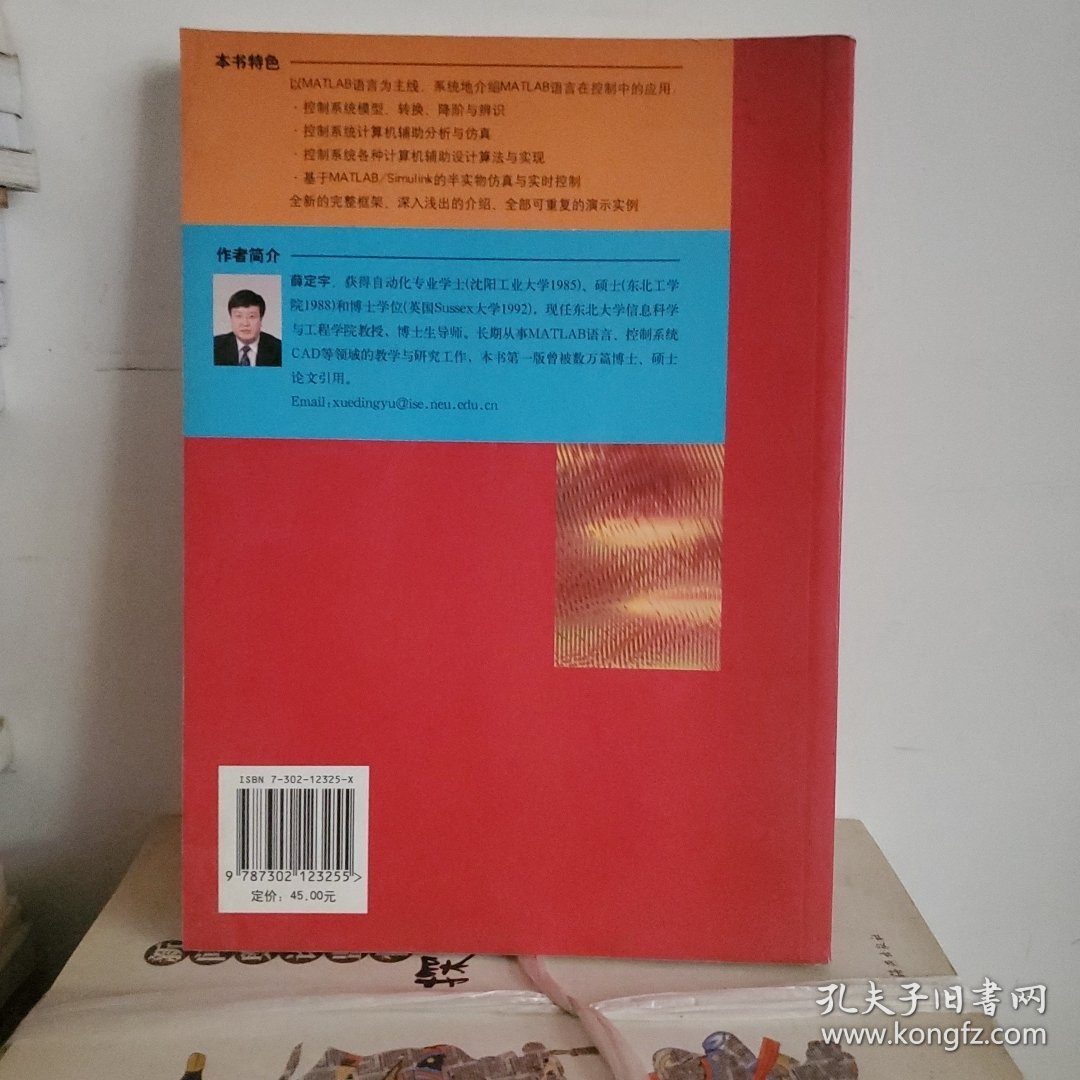 本书特色
以MATLAB语言为主线，系统地介绍MATLAB语言在控制中的应用
·控制系统模型、转换、降阶与辨识
·控制系统计算机辅助分析与仿真
·控制系统各种计算机辅助设计算法与实现
·基于MATLAB/Simulink的半实物仿真与实时控制
全新的完整框架、深入浅出的介绍、全部可重复的演示实例
作者简介
薛定宇，获得自动化专业学士(沈阳工业大学1985)、硕士(东北工学
院1988)和博士学位(英国Sussex大学1992)，现任东北大学信息科学
与工程学院教授、博士生导师。长期从事MATLAB语言、控制系统
CAD等领域的教学与研究工作，本书第一版曾被数万篇博士、硕士
论文引用。
Email:xuedingyu@ise.neu.edu.cn
ISBN 7-302-12325-X
9 787302 123255>
定价：45.00元
孔夫子旧書网
www.kongfz.com